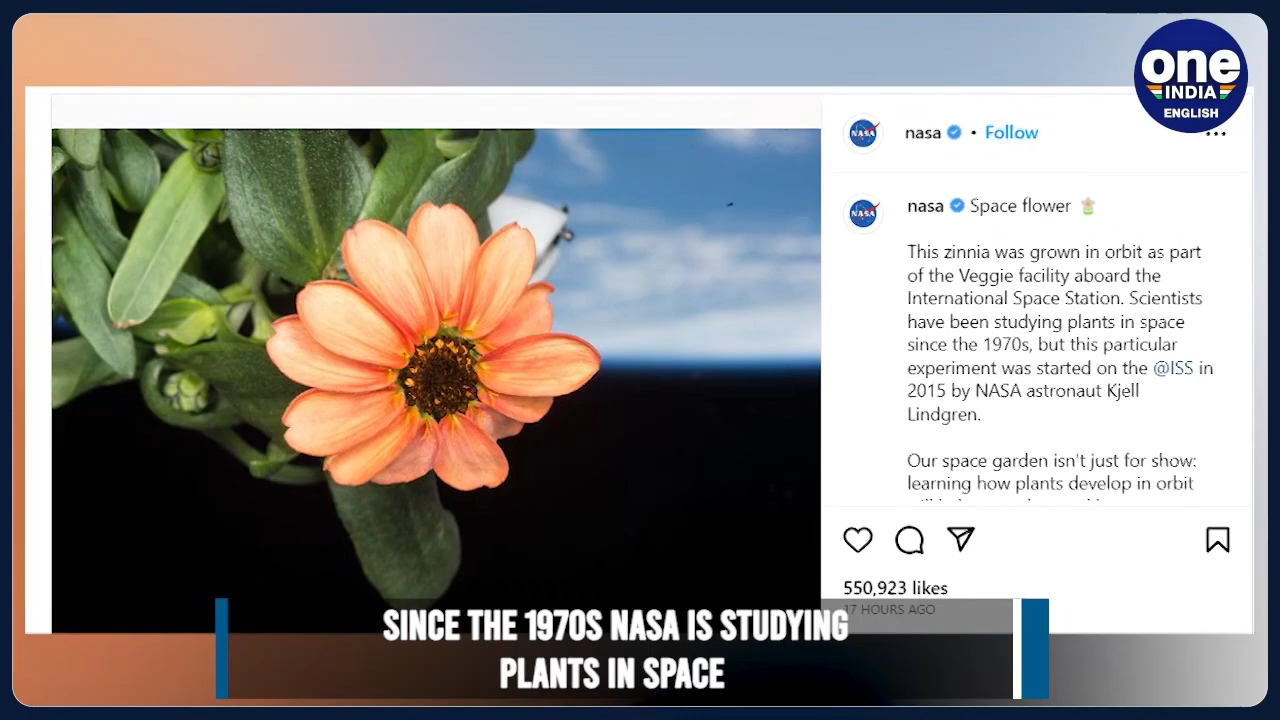 one
INDIA
ENGLISH
NASA
nasa • Follow
...
NASA
nasa Space flower
This zinnia was grown in orbit as part
of the Veggie facility aboard the
International Space Station. Scientists
have been studying plants in space
since the 1970s, but this particular
experiment was started on the @ISS in
2015 by NASA astronaut Kjell
Lindgren.
Our space garden isn't just for show:
learning how plants develop in orbit
550,923 likes
17 HOURS AGO
SINCE THE 1970S NASA IS STUDYING
PLANTS IN SPACE